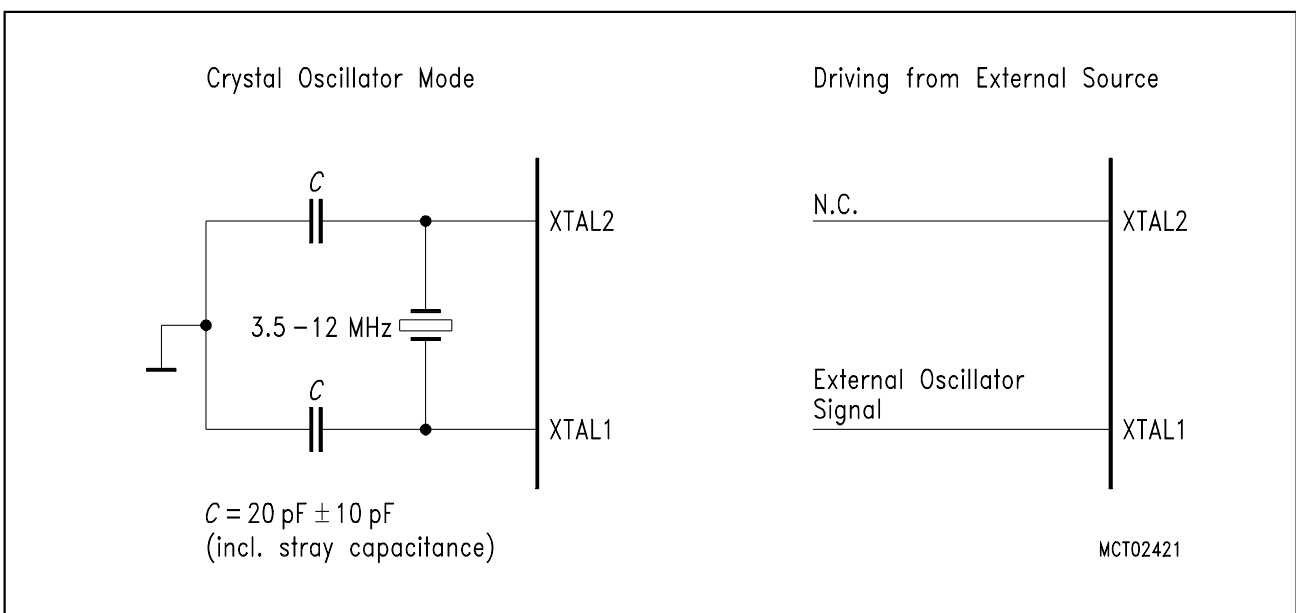 Crystal Oscillator Mode
C
XTAL2
3.5 – 12 MHz
C
XTAL1
C = 20 pF ± 10 pF
(incl. stray capacitance)
Driving from External Source
N.C.
XTAL2
External Oscillator
Signal
XTAL1
MCT02421